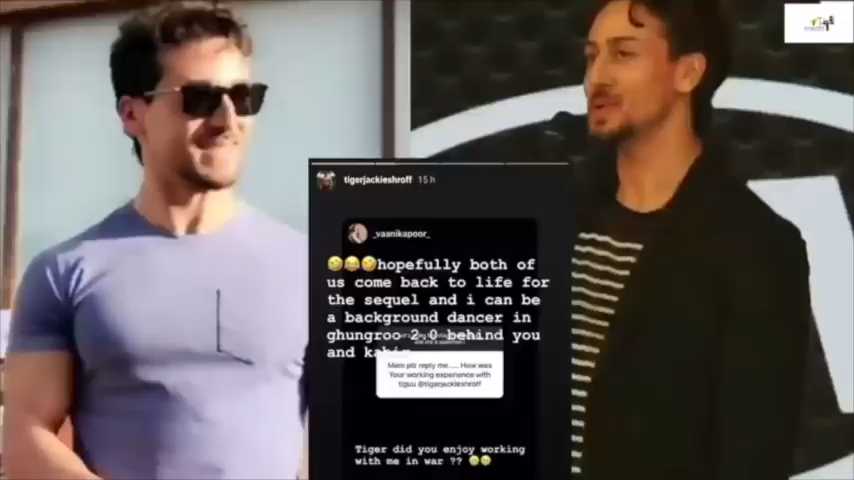 tigerjackieshroff 15 h
_vaanikapoor_
🤣😂🤣hopefully both of
us come back to life for
the sequel and i can be
a background dancer in
ghungroo 2.0 behind you
and kabir
Mam plz reply me..... How was
Your working experience with
tiguu @tigerjackieshroff
Tiger did you enjoy working
with me in war ??